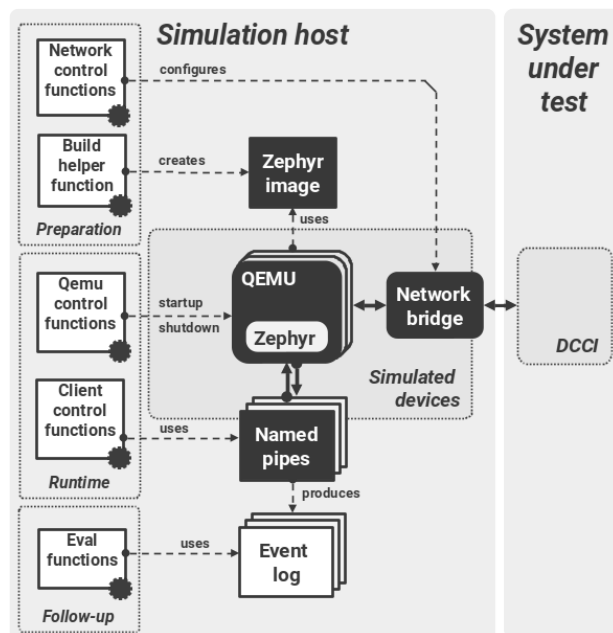 Simulation host
System
under
test
Network
control
functions
configures
Build
helper
function
creates
Zephyr
image
Preparation
uses
Qemu
control
functions
startup
shutdown
QEMU
Zephyr
Network
bridge
DCCI
Simulated
devices
Client
control
functions
uses
Named
pipes
Runtime
produces
Eval
functions
uses
Event
log
Follow-up